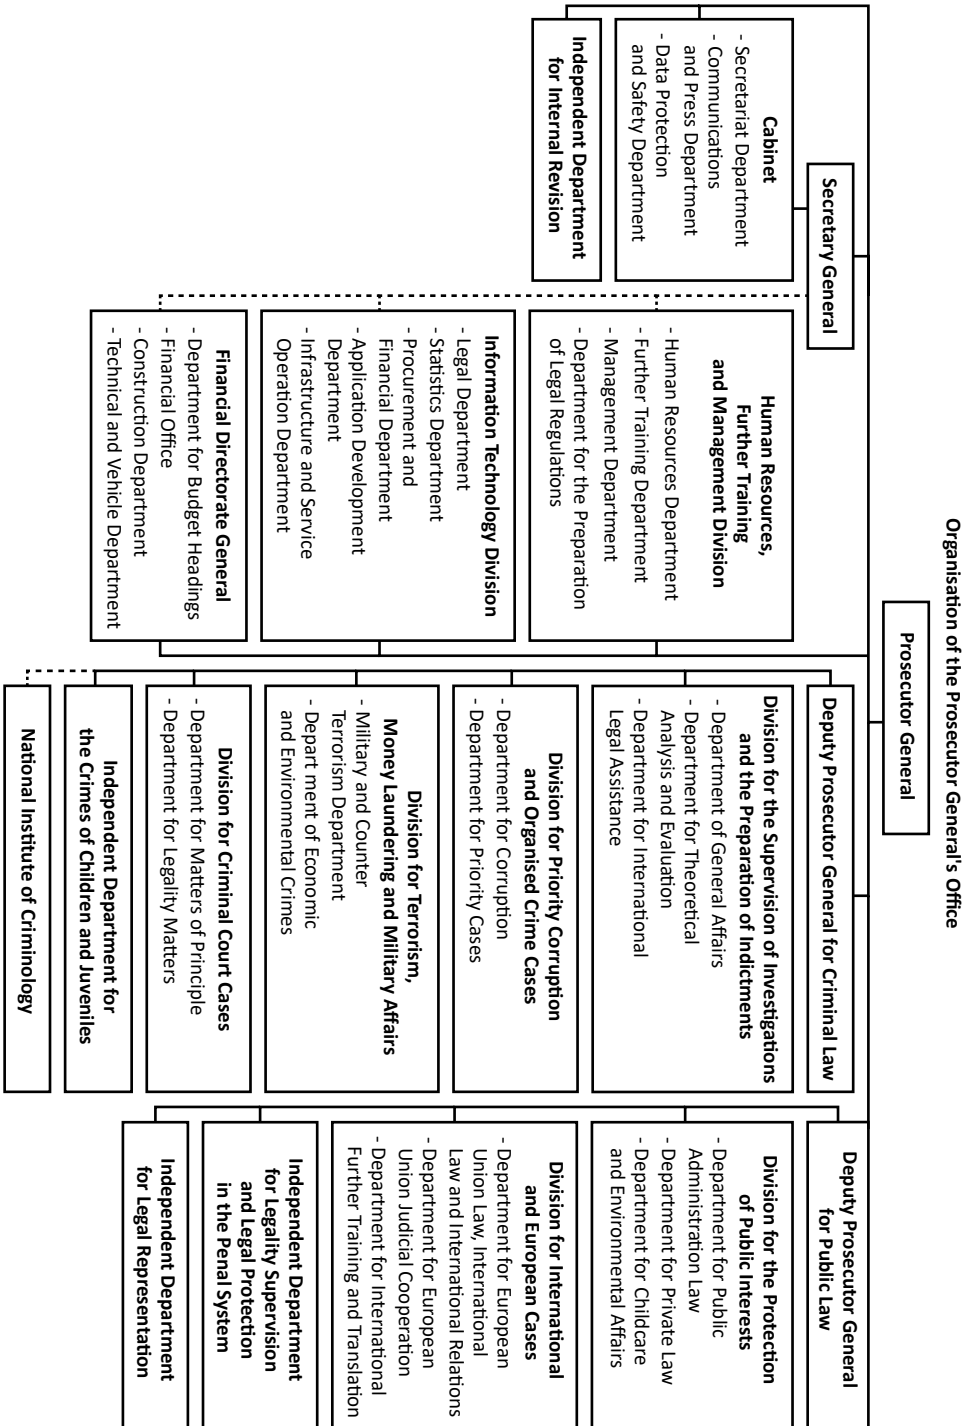 Organisation of the Prosecutor General's Office
Prosecutor General
Secretary General
Cabinet
- Secretariat Department
- Communications
and Press Department
- Data Protection
and Safety Department
Independent Department
for Internal Revision
Human Resources,
Further Training
and Management Division
- Human Resources Department
- Further Training Department
- Management Department
- Department for the Preparation
of Legal Regulations
Information Technology Division
- Legal Department
- Statistics Department
- Procurement and
Financial Department
- Application Development
Department
- Infrastructure and Service
Operation Department
Financial Directorate General
- Department for Budget Headings
- Financial Office
- Construction Department
- Technical and Vehicle Department
Deputy Prosecutor General for Criminal Law
Division for the Supervision of Investigations
and the Preparation of Indictments
- Department of General Affairs
- Department for Theoretical
Analysis and Evaluation
- Department for International
Legal Assistance
Division for Priority Corruption
and Organised Crime Cases
- Department for Corruption
- Department for Priority Cases
Division for Terrorism,
Money Laundering and Military Affairs
- Military and Counter
Terrorism Department
- Depart ment of Economic
and Environmental Crimes
Division for Criminal Court Cases
- Department for Matters of Principle
- Department for Legality Matters
Independent Department for
the Crimes of Children and Juveniles
National Institute of Criminology
Deputy Prosecutor General
for Public Law
Division for the Protection
of Public Interests
- Department for Public
Administration Law
- Department for Private Law
- Department for Childcare
and Environmental Affairs
Division for International
and European Cases
- Department for European
Union Law, International
Law and International Relations
- Department for European
Union Judicial Cooperation
- Department for International
Further Training and Translation
Independent Department
for Legality Supervision
and Legal Protection
in the Penal System
Independent Department
for Legal Representation